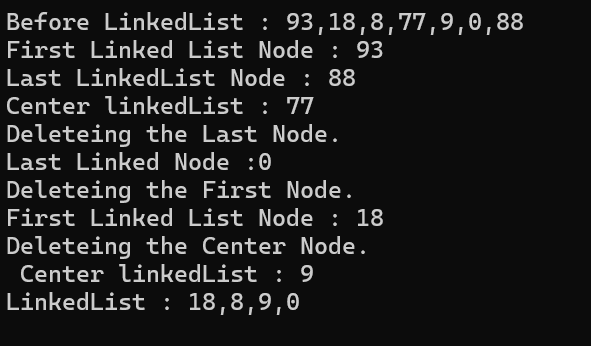 Before LinkedList : 93,18,8,77,9,0,88
First Linked List Node : 93
Last LinkedList Node : 88
Center linkedList : 77
Deleteing the Last Node.
Last Linked Node :0
Deleteing the First Node.
First Linked List Node : 18
Deleteing the Center Node.
 Center linkedList : 9
LinkedList : 18,8,9,0